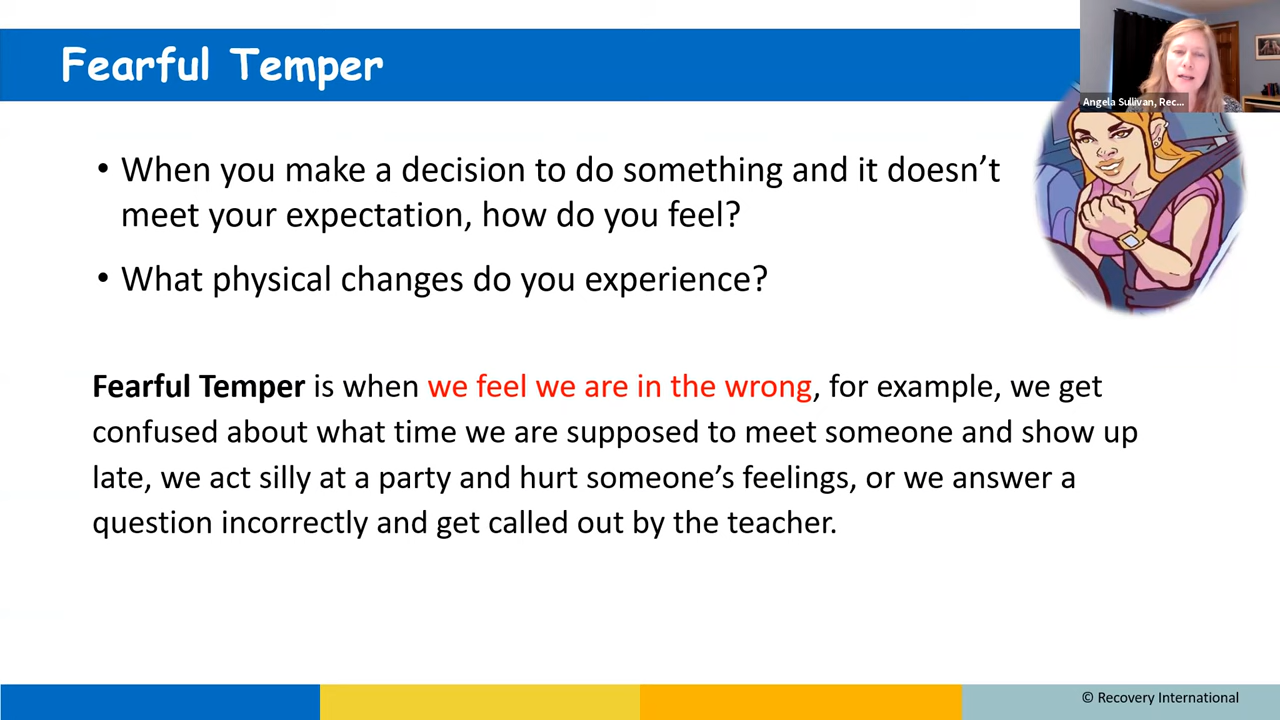 Fearful Temper
Angela Sullivan, Rec...
• When you make a decision to do something and it doesn’t
meet your expectation, how do you feel?
• What physical changes do you experience?
Fearful Temper is when we feel we are in the wrong, for example, we get
confused about what time we are supposed to meet someone and show up
late, we act silly at a party and hurt someone’s feelings, or we answer a
question incorrectly and get called out by the teacher.
© Recovery International